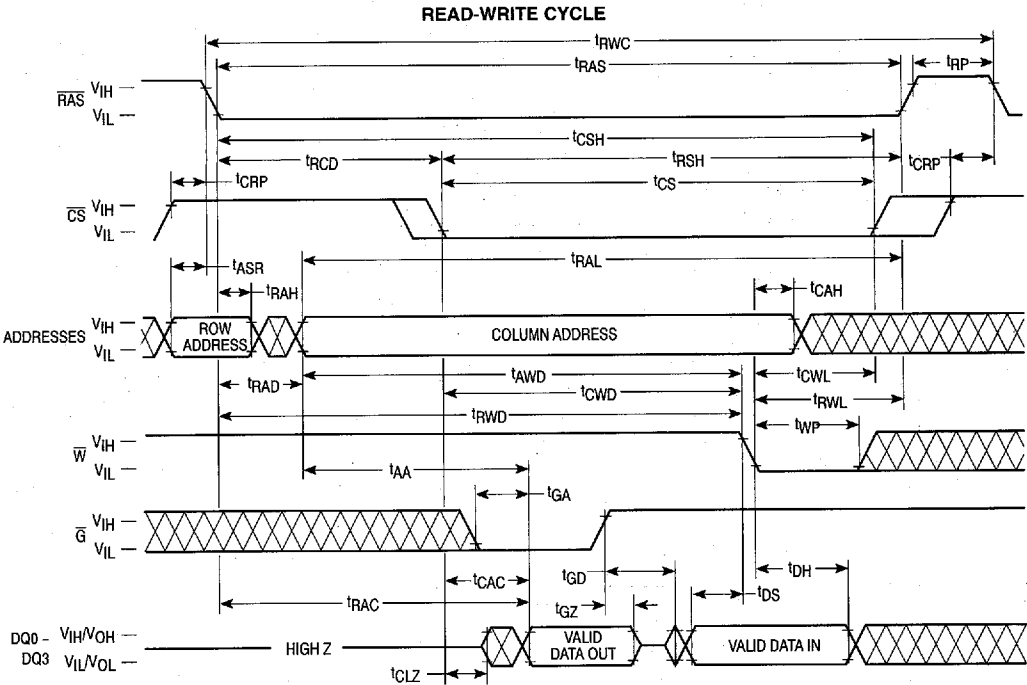 READ-WRITE CYCLE
tRWC
tRAS
tRP
RAS VIH
VIL
tCSH
tRCD
tRSH
tCRP
tCRP
tCS
CS VIH
VIL
tASR
tRAL
tRAH
tCAH
ADDRESSES VIH
VIL
ROW
ADDRESS
COLUMN ADDRESS
tRAD
tAWD
tCWL
tCWD
tRWL
tRWD
tWP
W VIH
VIL
tAA
tGA
G VIH
VIL
tCAC
tGD
tDH
tRAC
tGZ
tDS
DQ0 – VIH/VOH
DQ3 VIL/VOL
HIGH Z
VALID
DATA OUT
VALID DATA IN
tCLZ